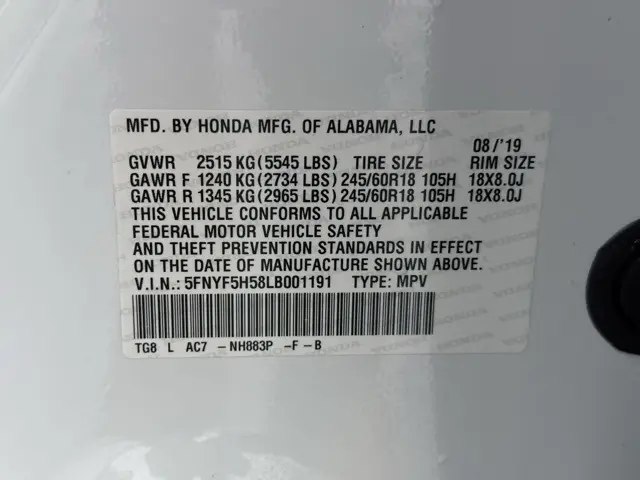 MFD. BY HONDA MFG. OF ALABAMA, LLC
08/'19
GVWR 2515 KG(5545 LBS) TIRE SIZE RIM SIZE
GAWR F 1240 KG(2734 LBS) 245/60R18 105H 18X8.0J
GAWR R 1345 KG(2965 LBS) 245/60R18 105H 18X8.0J
THIS VEHICLE CONFORMS TO ALL APPLICABLE
FEDERAL MOTOR VEHICLE SAFETY
AND THEFT PREVENTION STANDARDS IN EFFECT
ON THE DATE OF MANUFACTURE SHOWN ABOVE.
V.I.N.: 5FNYF5H58LB001191 TYPE: MPV
TG8 L AC7 -NH883P -F-B